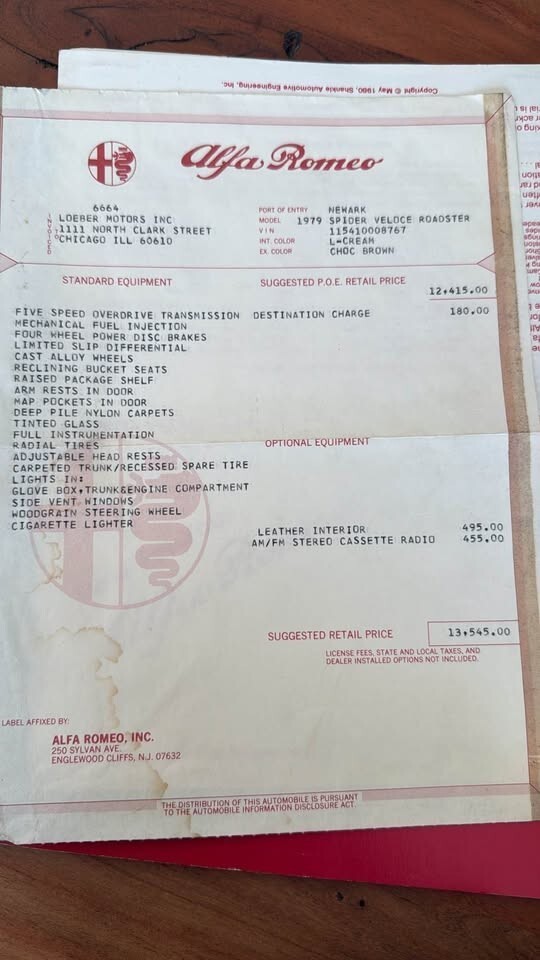 Copyright © May 1980, Shankle Automotive Engineering, Inc.
Alfa Romeo
6664
INVOICED
LOEBER MOTORS INC
1111 NORTH CLARK STREET
CHICAGO ILL 60610
PORT OF ENTRY NEWARK
MODEL 1979 SPIDER VELOCE ROADSTER
VIN 115410008767
INT. COLOR L=CREAM
EX. COLOR CHOC BROWN
STANDARD EQUIPMENT
SUGGESTED P.O.E. RETAIL PRICE 12,415.00
DESTINATION CHARGE 180.00
FIVE SPEED OVERDRIVE TRANSMISSION
MECHANICAL FUEL INJECTION
FOUR WHEEL POWER DISC BRAKES
LIMITED SLIP DIFFERENTIAL
CAST ALLOY WHEELS
RECLINING BUCKET SEATS
RAISED PACKAGE SHELF
ARM RESTS IN DOOR
MAP POCKETS IN DOOR
DEEP PILE NYLON CARPETS
TINTED GLASS
FULL INSTRUMENTATION
RADIAL TIRES
ADJUSTABLE HEAD RESTS
CARPETED TRUNK/RECESSED SPARE TIRE
LIGHTS IN:
GLOVE BOX,TRUNK&ENGINE COMPARTMENT
SIDE VENT WINDOWS
WOODGRAIN STEERING WHEEL
CIGARETTE LIGHTER
OPTIONAL EQUIPMENT
LEATHER INTERIOR 495.00
AM/FM STEREO CASSETTE RADIO 455.00
SUGGESTED RETAIL PRICE 13,545.00
LICENSE FEES, STATE AND LOCAL TAXES, AND
DEALER INSTALLED OPTIONS NOT INCLUDED.
LABEL AFFIXED BY:
ALFA ROMEO, INC.
250 SYLVAN AVE.
ENGLEWOOD CLIFFS, N.J. 07632
THE DISTRIBUTION OF THIS AUTOMOBILE IS PURSUANT
TO THE AUTOMOBILE INFORMATION DISCLOSURE ACT.